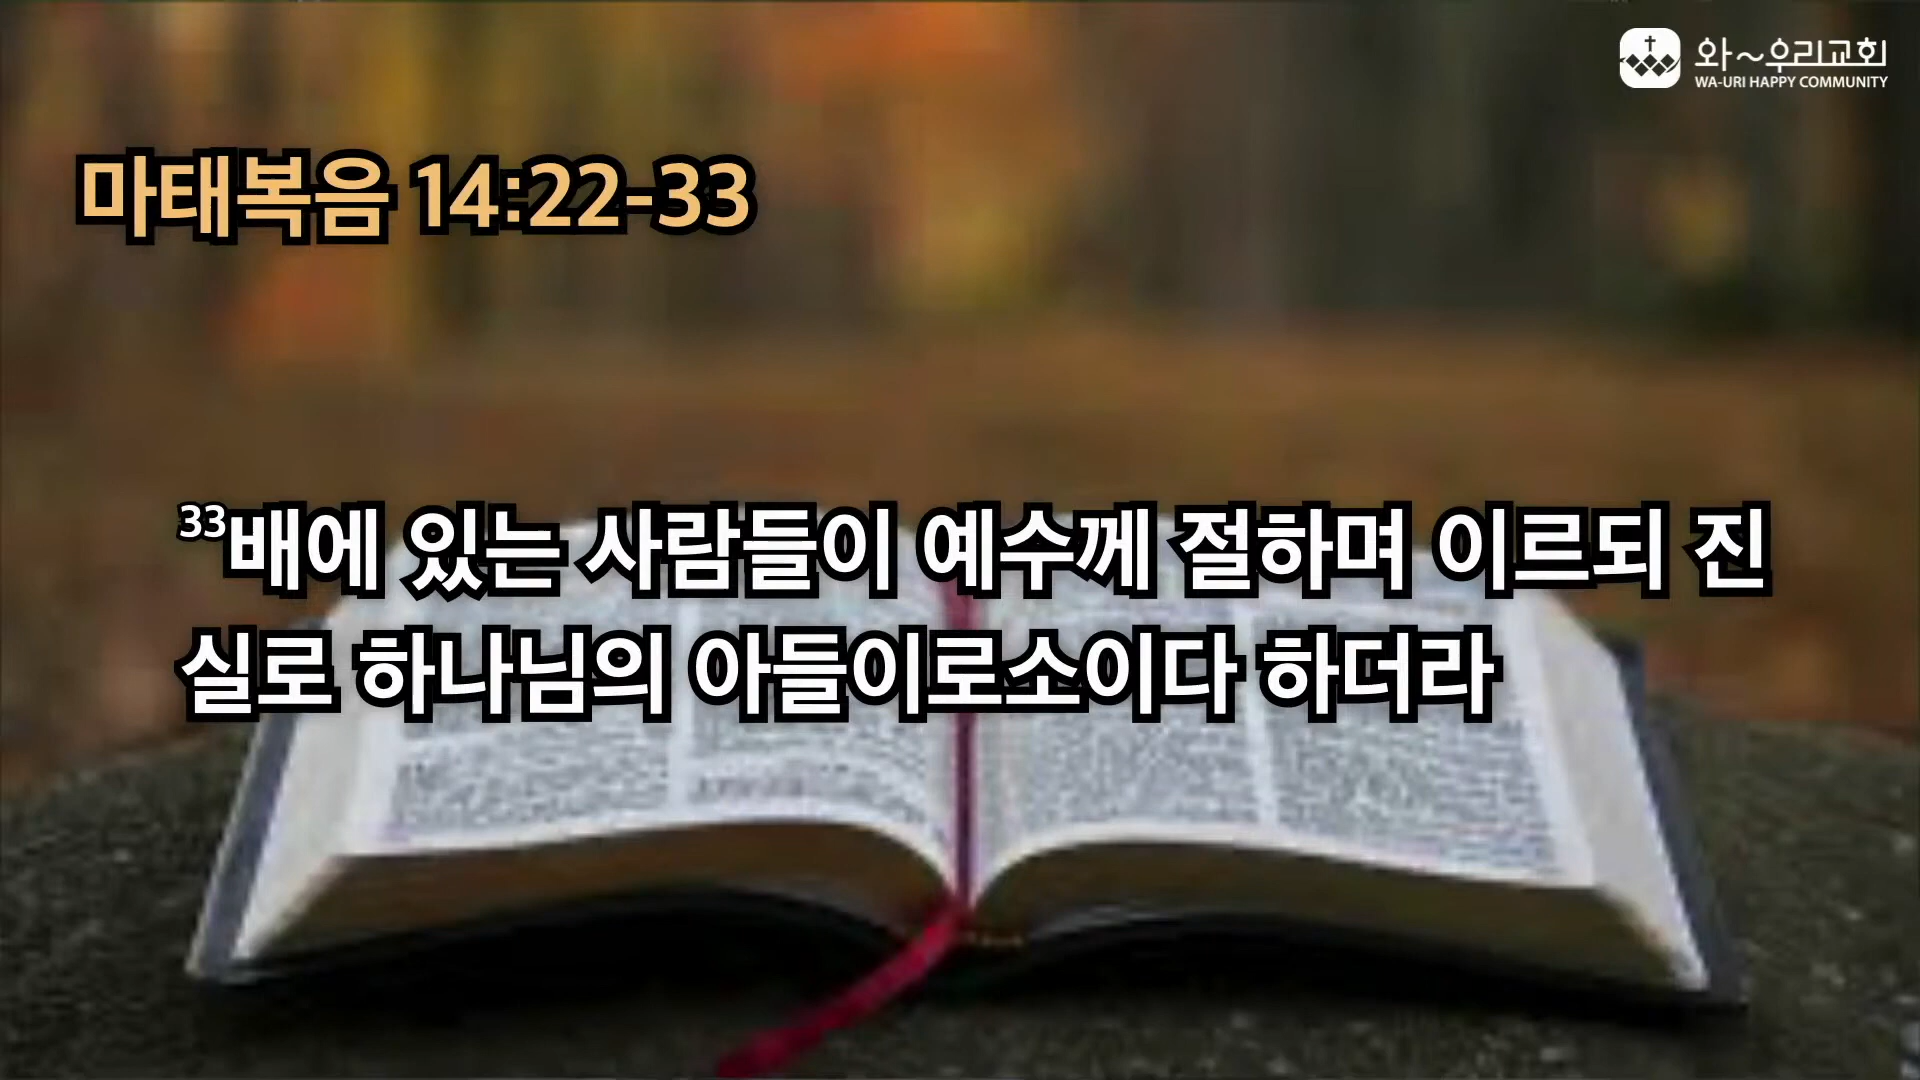 와~우리교회
WA-URI HAPPY COMMUNITY
마태복음 14:22-33
33배에 있는 사람들이 예수께 절하며 이르되 진
실로 하나님의 아들이로소이다 하더라